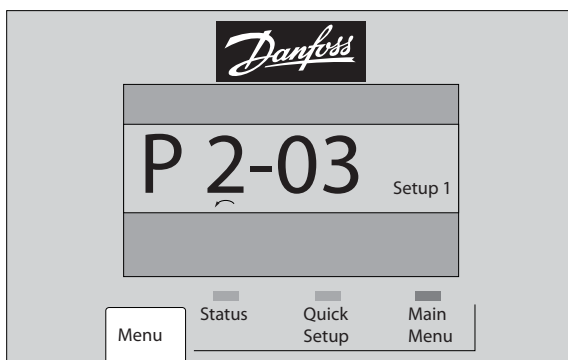 Danfoss
P 2-03
Setup 1
Status
Quick
Setup
Main
Menu
Menu